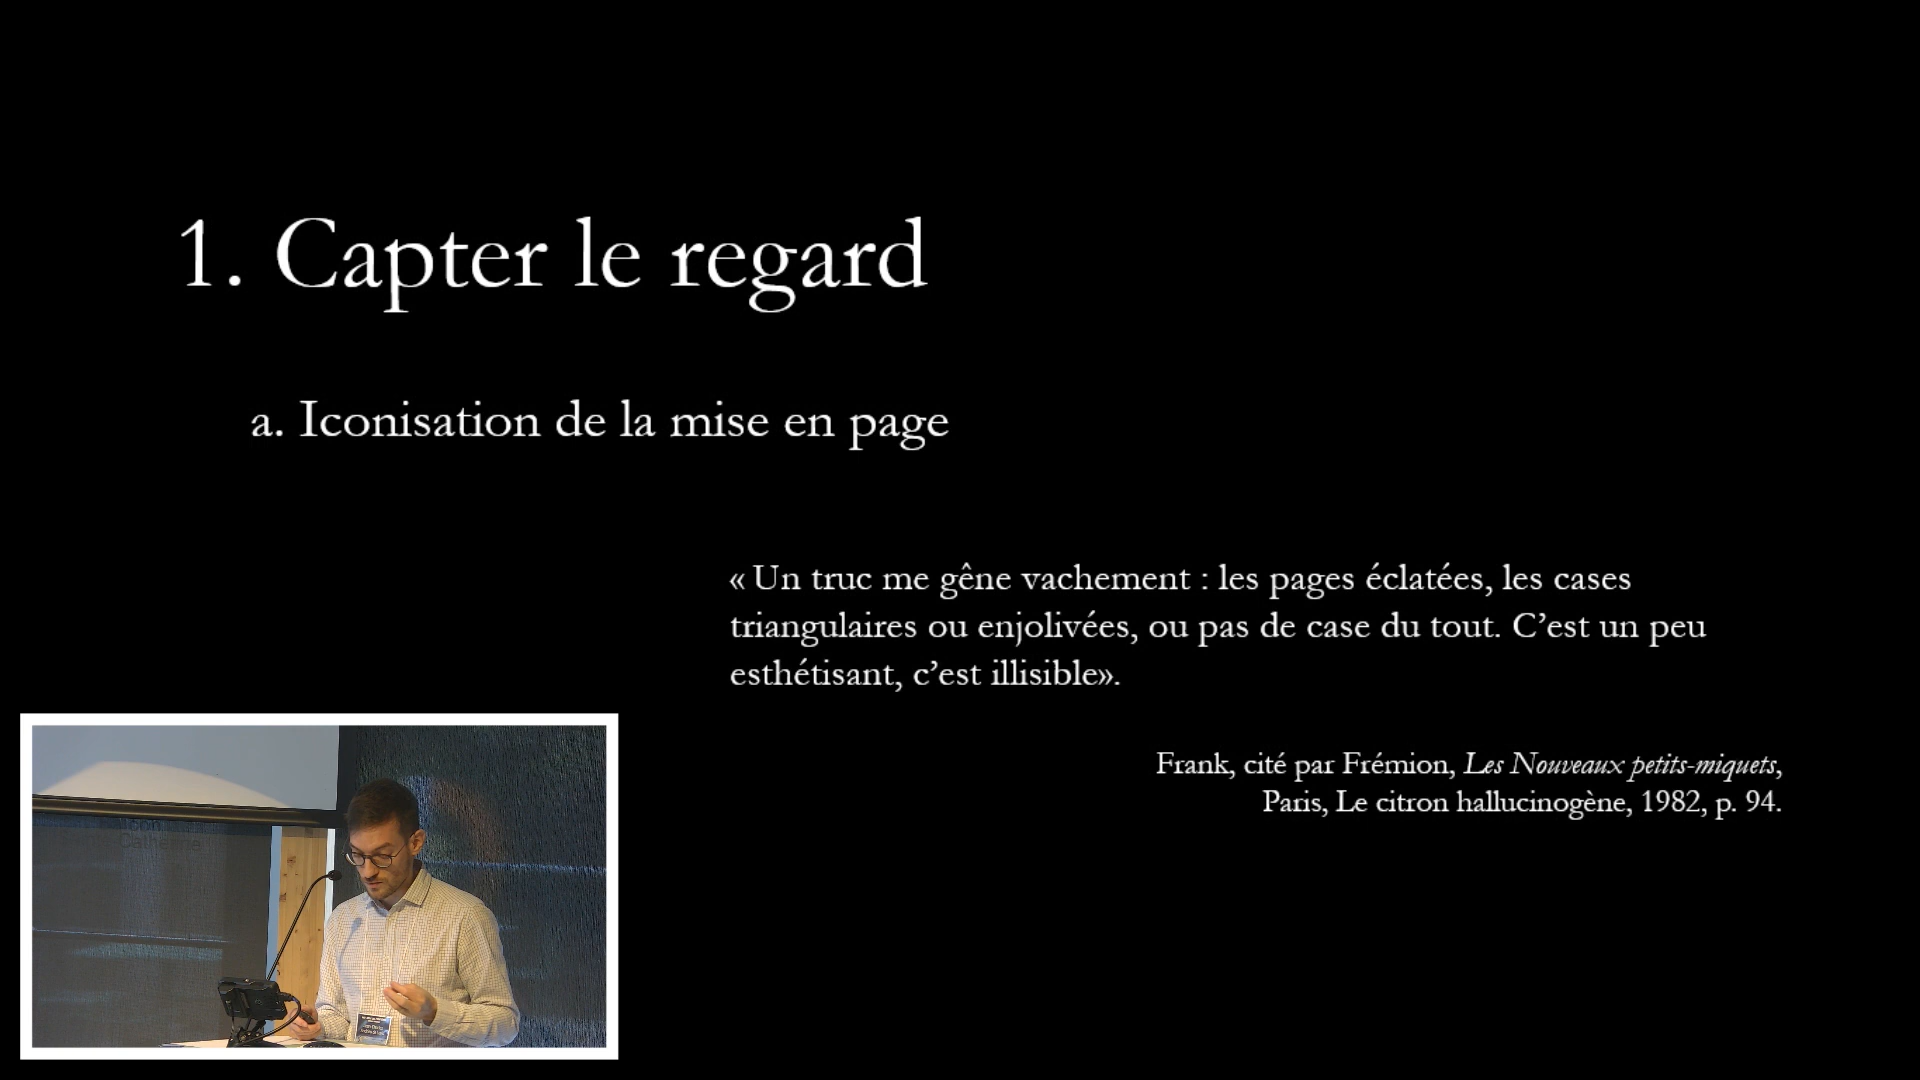 1. Capter le regard
a. Iconisation de la mise en page
« Un truc me gêne vachement : les pages éclatées, les cases
triangulaires ou enjolivées, ou pas de case du tout. C’est un peu
esthétisant, c’est illisible».
Frank, cité par Frémion, Les Nouveaux petits-miquets,
Paris, Le citron hallucinogène, 1982, p. 94.